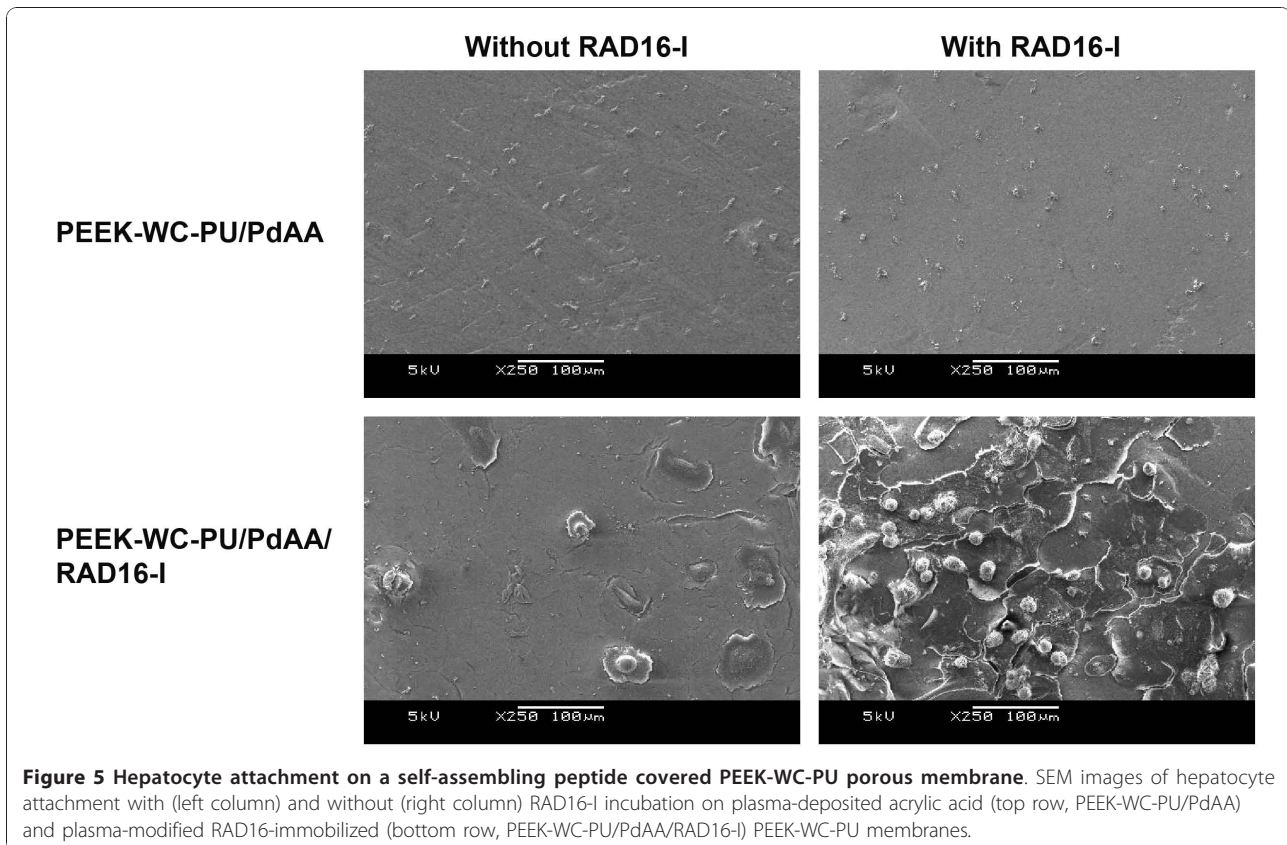 Without RAD16-I
With RAD16-I
PEEK-WC-PU/PdAA
5kU X250 100µm
5kU X250 100µm
PEEK-WC-PU/PdAA/
RAD16-I
5kU X250 100µm
5kU X250 100µm
Figure 5 Hepatocyte attachment on a self-assembling peptide covered PEEK-WC-PU porous membrane. SEM images of hepatocyte
attachment with (left column) and without (right column) RAD16-I incubation on plasma-deposited acrylic acid (top row, PEEK-WC-PU/PdAA)
and plasma-modified RAD16-immobilized (bottom row, PEEK-WC-PU/PdAA/RAD16-I) PEEK-WC-PU membranes.